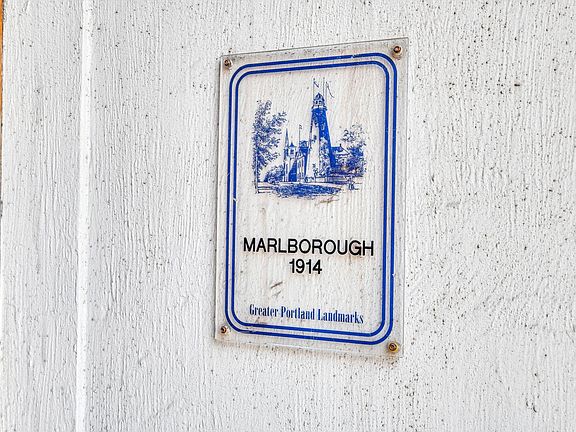 MARLBOROUGH
1914
Greater Portland Landmarks